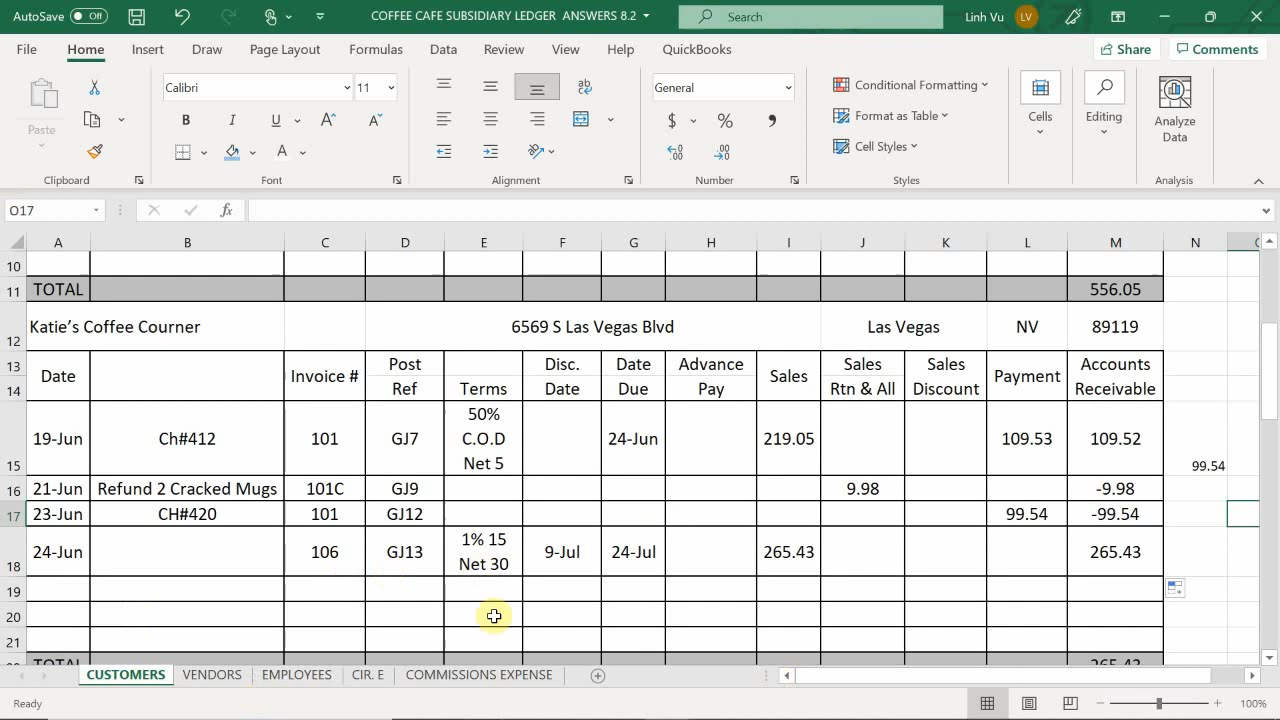 AutoSave Off COFFEE CAFE SUBSIDIARY LEDGER ANSWERS 8.2 Search Linh Vu LV
File Home Insert Draw Page Layout Formulas Data Review View Help QuickBooks Share Comments
Paste Calibri 11 General Conditional Formatting Cells Editing Analyze Data
B I U A A A ab $ % , Format as Table
Cell Styles
Clipboard Font Alignment Number Styles Analysis
O17 fx
A B C D E F G H I J K L M N
10
11 TOTAL 556.05
12 Katie’s Coffee Courner 6569 S Las Vegas Blvd Las Vegas NV 89119
13 Date Invoice # Post Disc. Date Advance Sales Sales Sales Payment Accounts
14 Ref Terms Date Due Pay Rtn & All Discount Receivable
15 19-Jun Ch#412 101 GJ7 50% C.O.D Net 5 24-Jun 219.05 109.53 109.52 99.54
16 21-Jun Refund 2 Cracked Mugs 101C GJ9 9.98 -9.98
17 23-Jun CH#420 101 GJ12 99.54 -99.54
18 24-Jun 106 GJ13 1% 15 Net 30 9-Jul 24-Jul 265.43 265.43
19
20
21
TOTAL 265.43
CUSTOMERS VENDORS EMPLOYEES CIR. E COMMISSIONS EXPENSE
Ready 100%